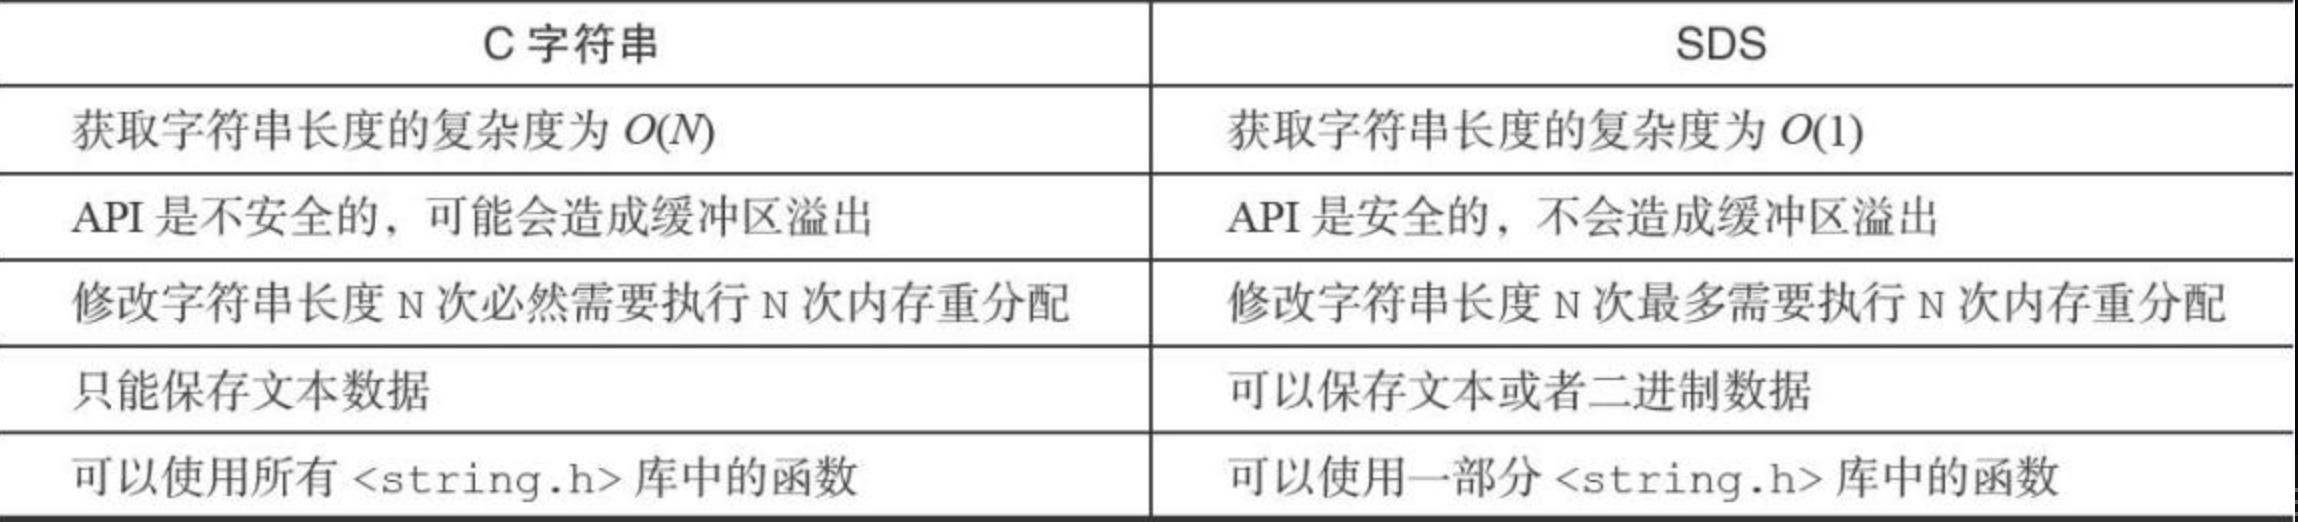 C 字符串 SDS
获取字符串长度的复杂度为 O(N) 获取字符串长度的复杂度为 O(1)
API 是不安全的，可能会造成缓冲区溢出 API 是安全的，不会造成缓冲区溢出
修改字符串长度 N 次必然需要执行 N 次内存重分配 修改字符串长度 N 次最多需要执行 N 次内存重分配
只能保存文本数据 可以保存文本或者二进制数据
可以使用所有 <string.h> 库中的函数 可以使用一部分 <string.h> 库中的函数